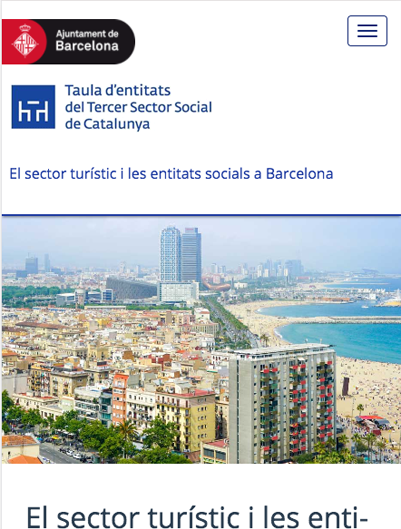 Ajuntament de
Barcelona
Taula d'entitats
del Tercer Sector Social
de Catalunya
El sector turístic i les entitats socials a Barcelona
El sector turístic i les enti-